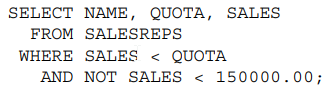 SELECT NAME, QUOTA, SALES
FROM SALESREPS
WHERE SALES < QUOTA
AND NOT SALES < 150000.00;